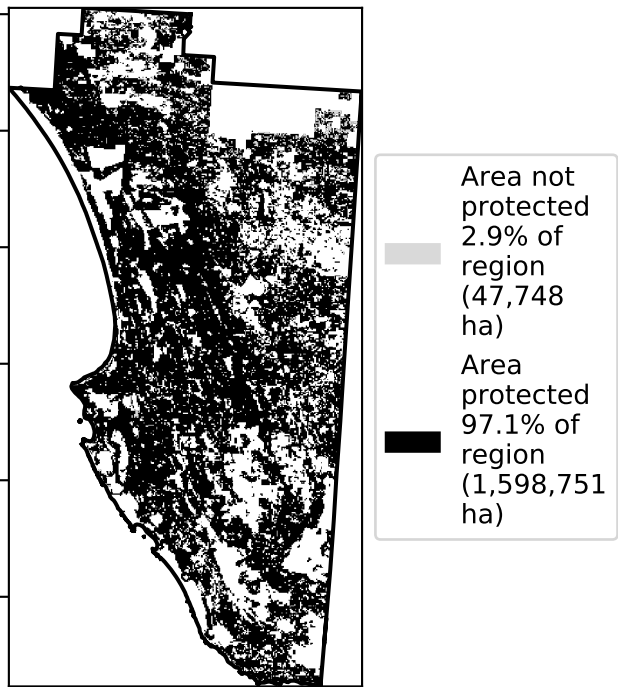 Area not
protected
2.9% of
region
(47,748
ha)
Area
protected
97.1% of
region
(1,598,751
ha)